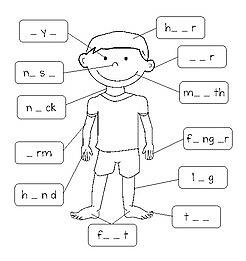 _ y _
h _ _ r
n _ s _
_ _ r
n _ ck
m _ _ th
_ rm
f _ ng _ r
h _ n d
l _ g
f _ _ t
t _ _